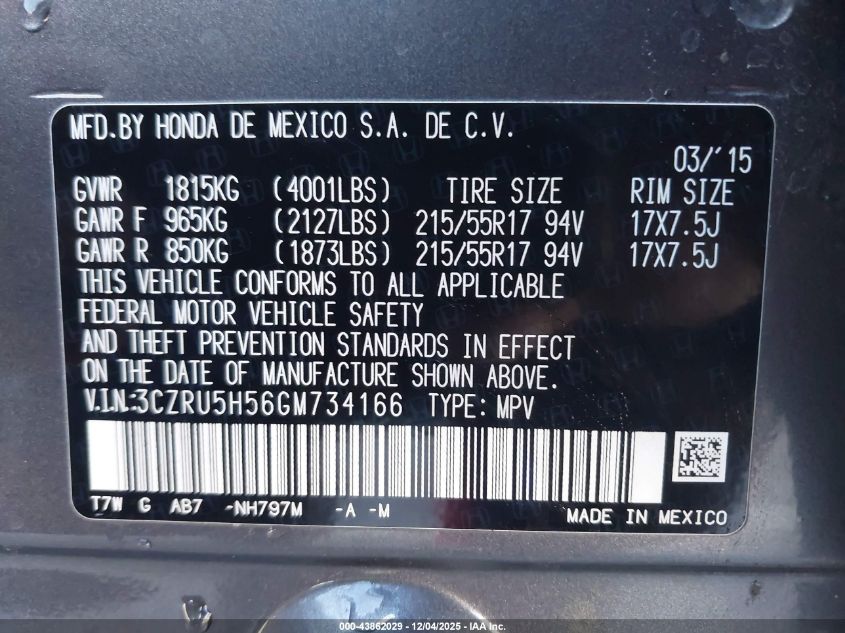 MFD.BY HONDA DE MEXICO S.A. DE C.V.
03/'15
GVWR 1815KG (4001LBS) TIRE SIZE RIM SIZE
GAWR F 965KG (2127LBS) 215/55R17 94V 17X7.5J
GAWR R 850KG (1873LBS) 215/55R17 94V 17X7.5J
THIS VEHICLE CONFORMS TO ALL APPLICABLE
FEDERAL MOTOR VEHICLE SAFETY
AND THEFT PREVENTION STANDARDS IN EFFECT
ON THE DATE OF MANUFACTURE SHOWN ABOVE.
V.I.N:3CZRU5H56GM734166 TYPE: MPV
T7W G AB7 -NH797M -A -M MADE IN MEXICO
000-43862029 - 12/04/2025 - IAA Inc.